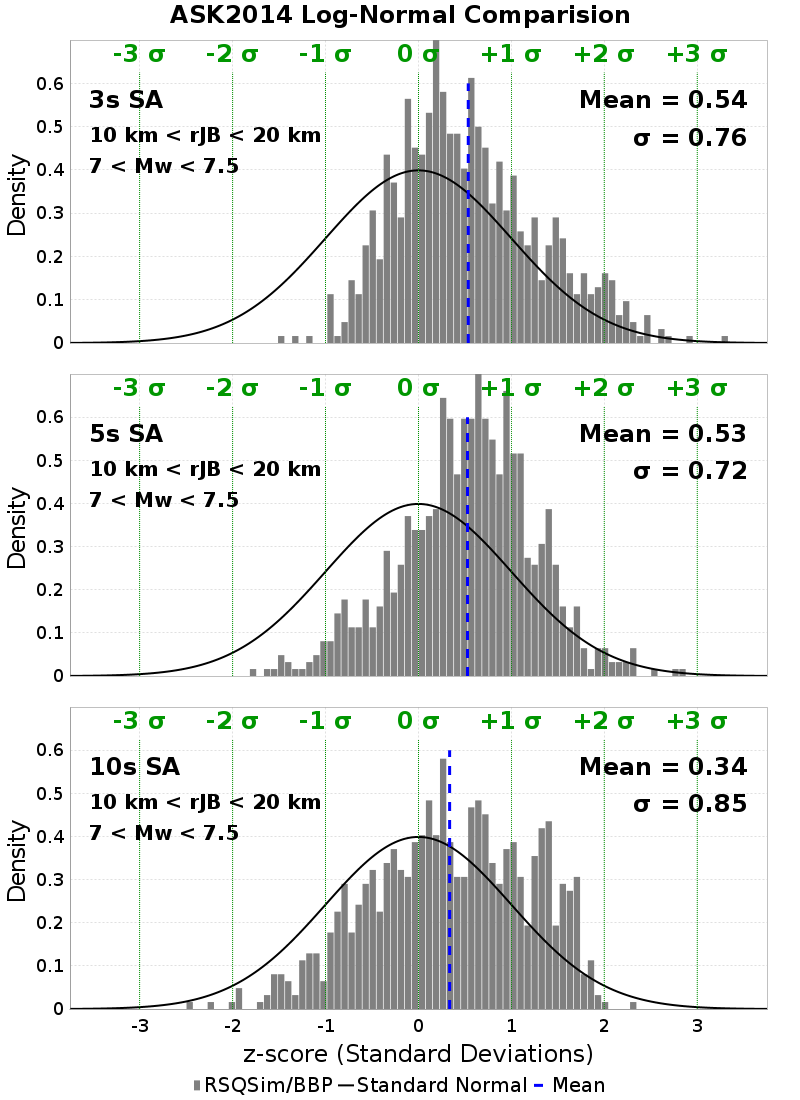 ASK2014 Log-Normal Comparision
-3 σ -2 σ -1 σ 0 σ +1 σ +2 σ +3 σ
3s SA
10 km < rJB < 20 km
7 < Mw < 7.5
Mean = 0.54
σ = 0.76
Density
0.6
0.5
0.4
0.3
0.2
0.1
0
-3 σ -2 σ -1 σ 0 σ +1 σ +2 σ +3 σ
5s SA
10 km < rJB < 20 km
7 < Mw < 7.5
Mean = 0.53
σ = 0.72
Density
0.6
0.5
0.4
0.3
0.2
0.1
0
-3 σ -2 σ -1 σ 0 σ +1 σ +2 σ +3 σ
10s SA
10 km < rJB < 20 km
7 < Mw < 7.5
Mean = 0.34
σ = 0.85
Density
0.6
0.5
0.4
0.3
0.2
0.1
0
-3 -2 -1 0 1 2 3
z-score (Standard Deviations)
RSQSim/BBP Standard Normal Mean